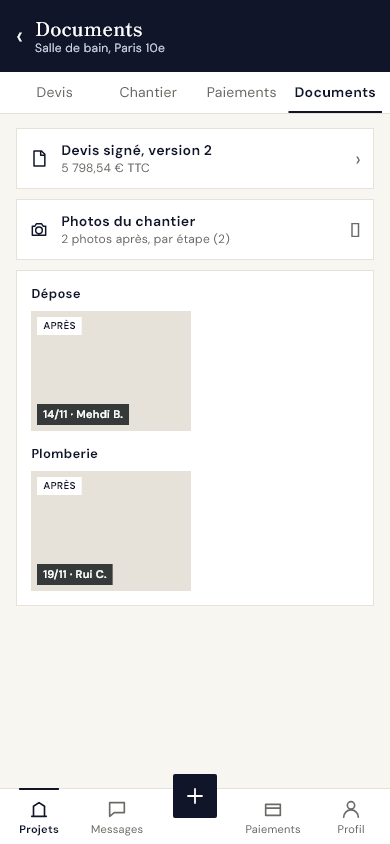 Documents
Salle de bain, Paris 10e
Devis
Chantier
Paiements
Documents
Devis signé, version 2
5 798,54 € TTC
Photos du chantier
2 photos après, par étape (2)
Dépose
APRÈS
14/11 · Mehdi B.
Plomberie
APRÈS
19/11 · Rui C.
Projets
Messages
Paiements
Profil